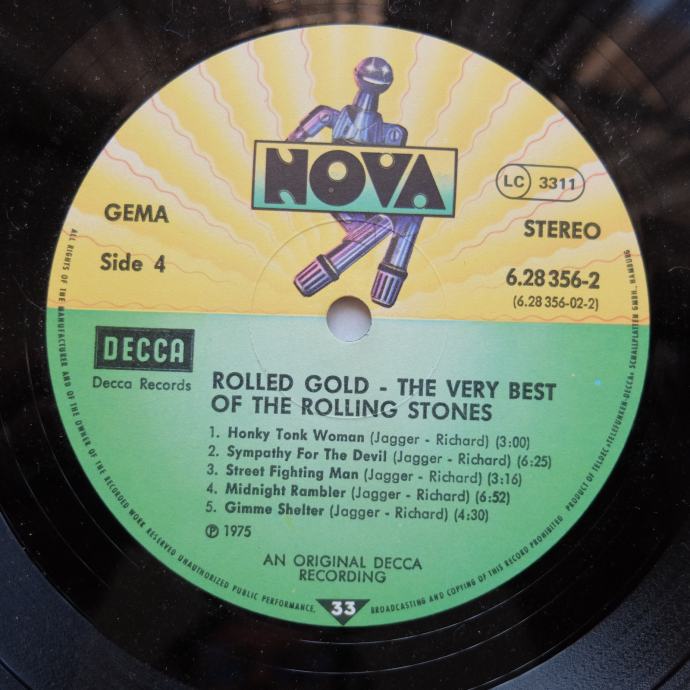 NOVA
LC 3311
GEMA
STEREO
Side 4
6.28 356-2
(6.28 356-02-2)
DECCA
Decca Records
ROLLED GOLD - THE VERY BEST
OF THE ROLLING STONES
1. Honky Tonk Woman (Jagger - Richard) (3:00)
2. Sympathy For The Devil (Jagger - Richard) (6:25)
3. Street Fighting Man (Jagger - Richard) (3:16)
4. Midnight Rambler (Jagger - Richard) (6:52)
5. Gimme Shelter (Jagger - Richard) (4:30)
℗ 1975
AN ORIGINAL DECCA
RECORDING
33
ALL RIGHTS OF THE MANUFACTURER AND OF THE OWNER OF THE RECORDED WORK RESERVED UNAUTHORIZED PUBLIC PERFORMANCE, BROADCASTING AND COPYING OF THIS RECORD PROHIBITED PRODUCT OF TELDEC »TELEFUNKEN-DECCA« SCHALLPLATTEN GMBH., HAMBURG